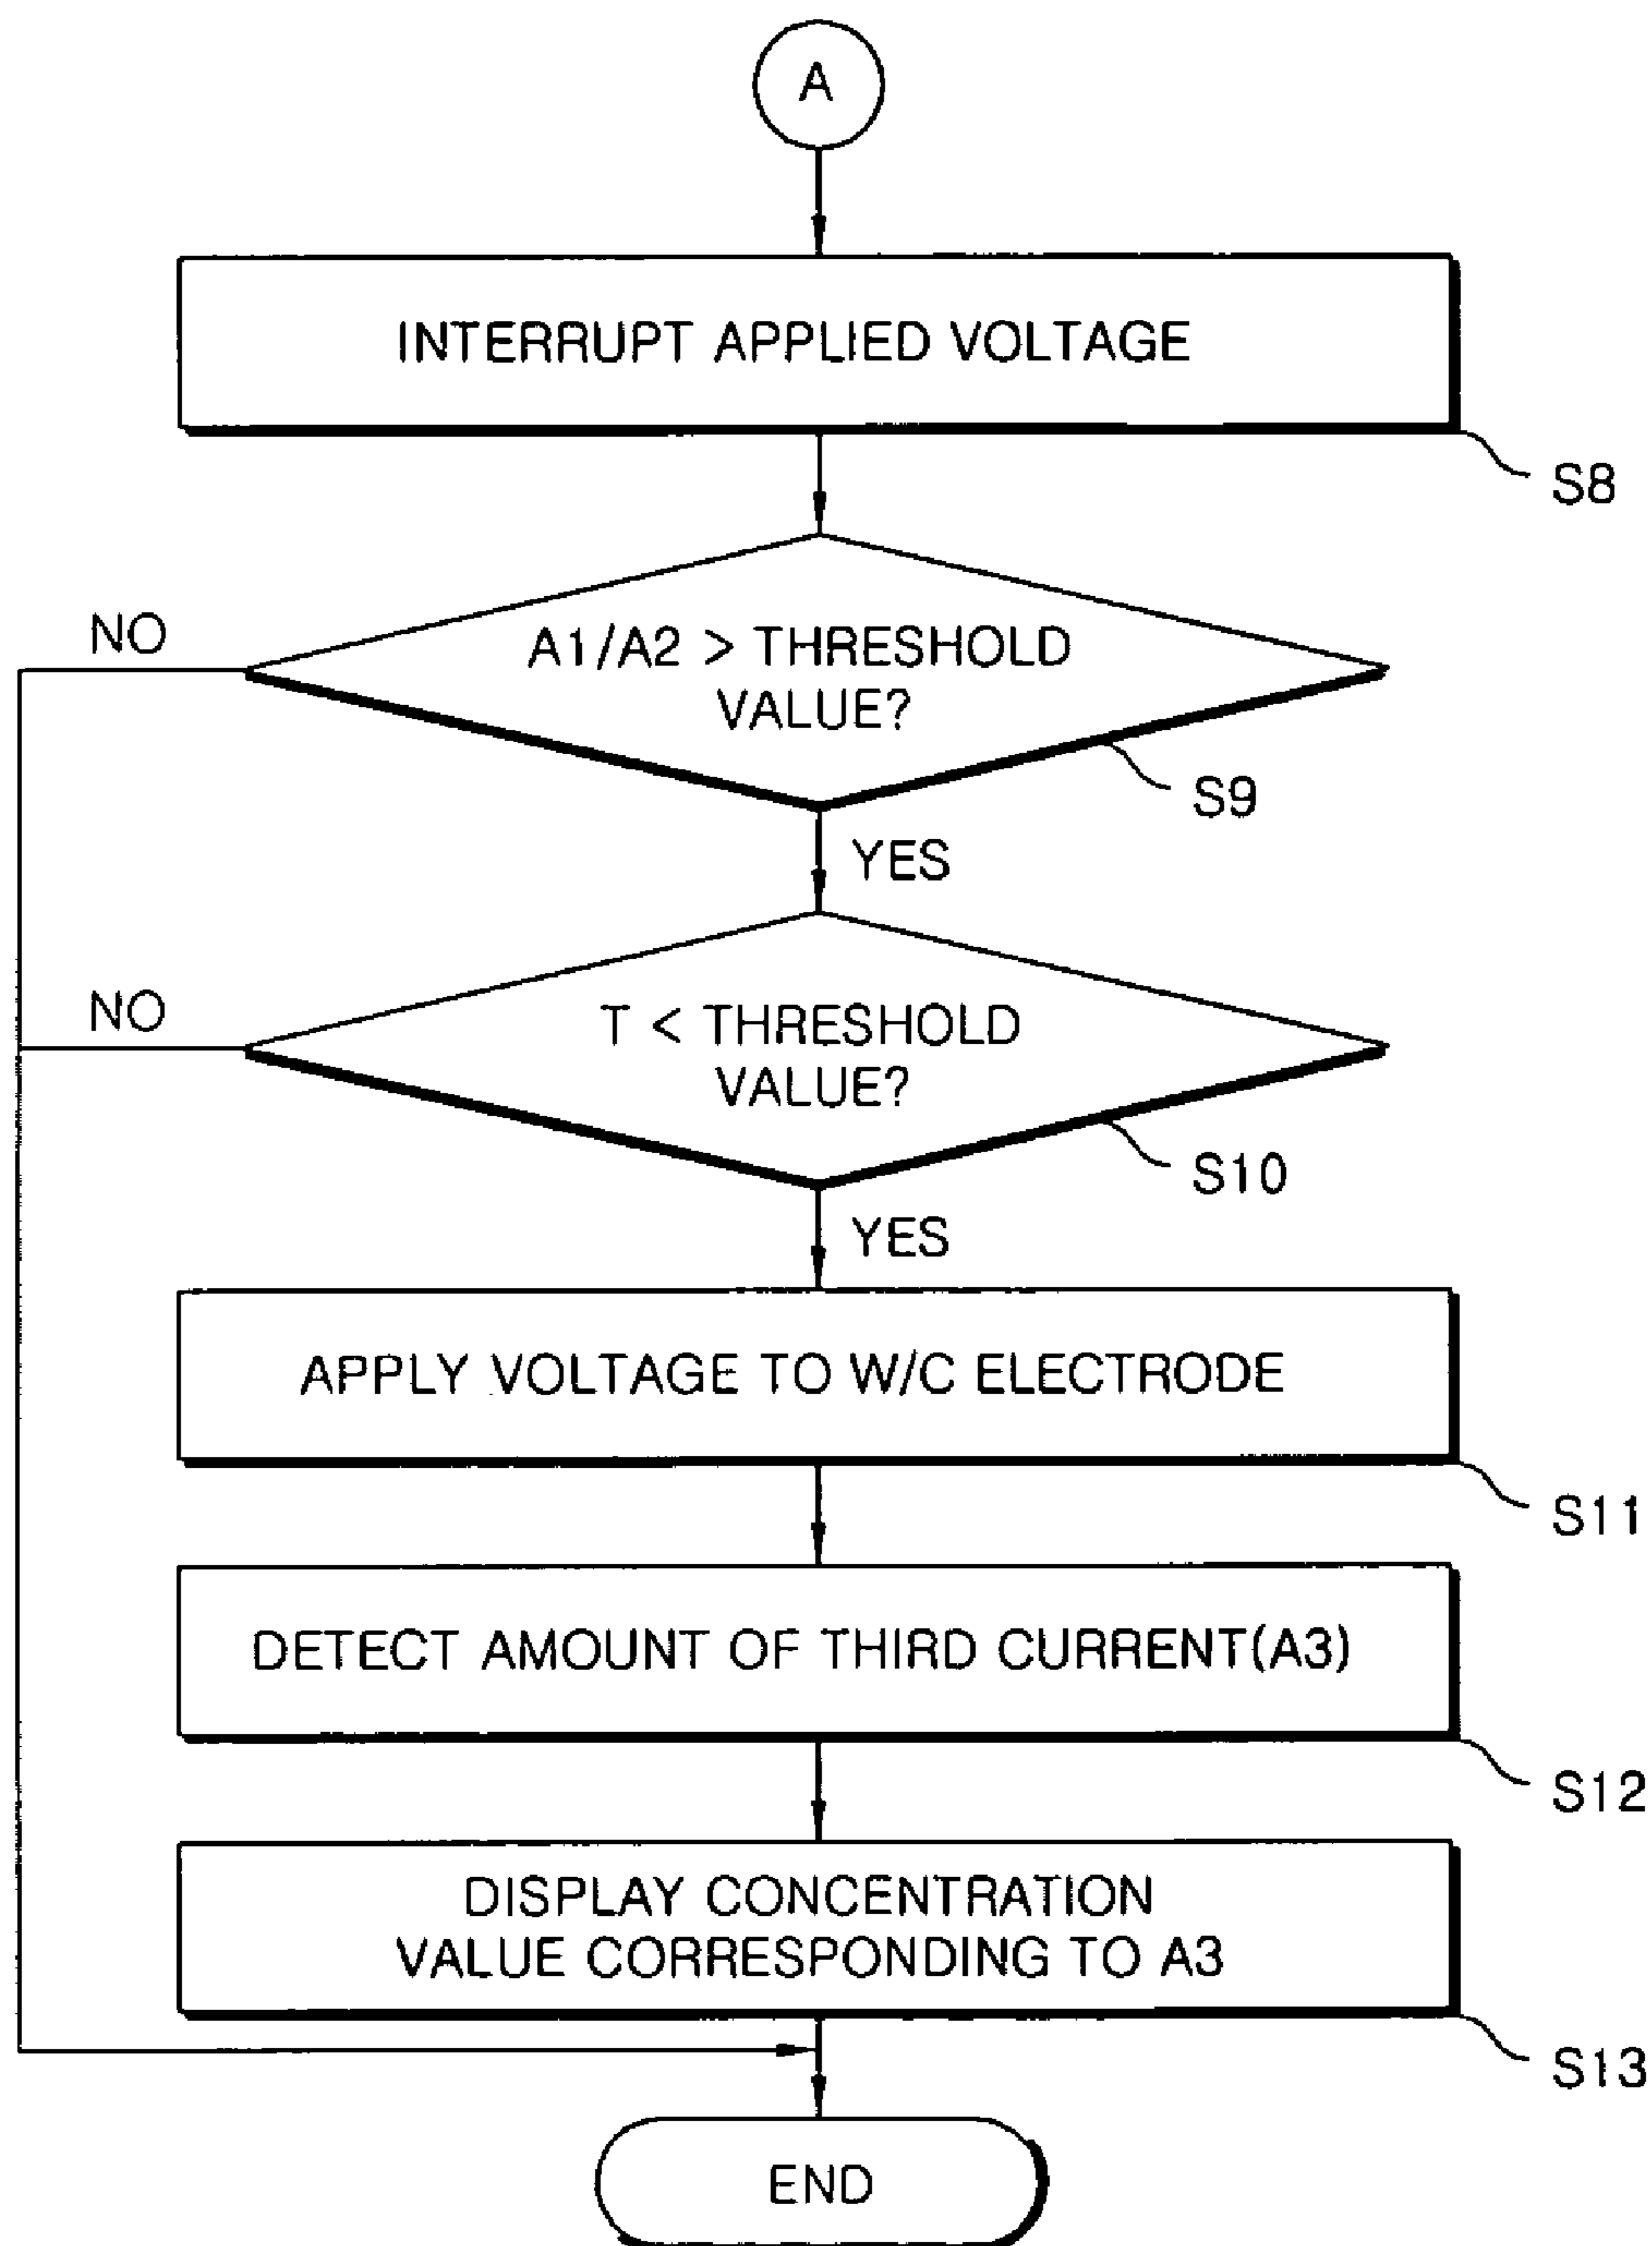 A
INTERRUPT APPLIED VOLTAGE
S8
NO
A1/A2 > THRESHOLD
VALUE?
S9
YES
NO
T < THRESHOLD
VALUE?
S10
YES
APPLY VOLTAGE TO W/C ELECTRODE
S11
DETECT AMOUNT OF THIRD CURRENT(A3)
S12
DISPLAY CONCENTRATION
VALUE CORRESPONDING TO A3
S13
END